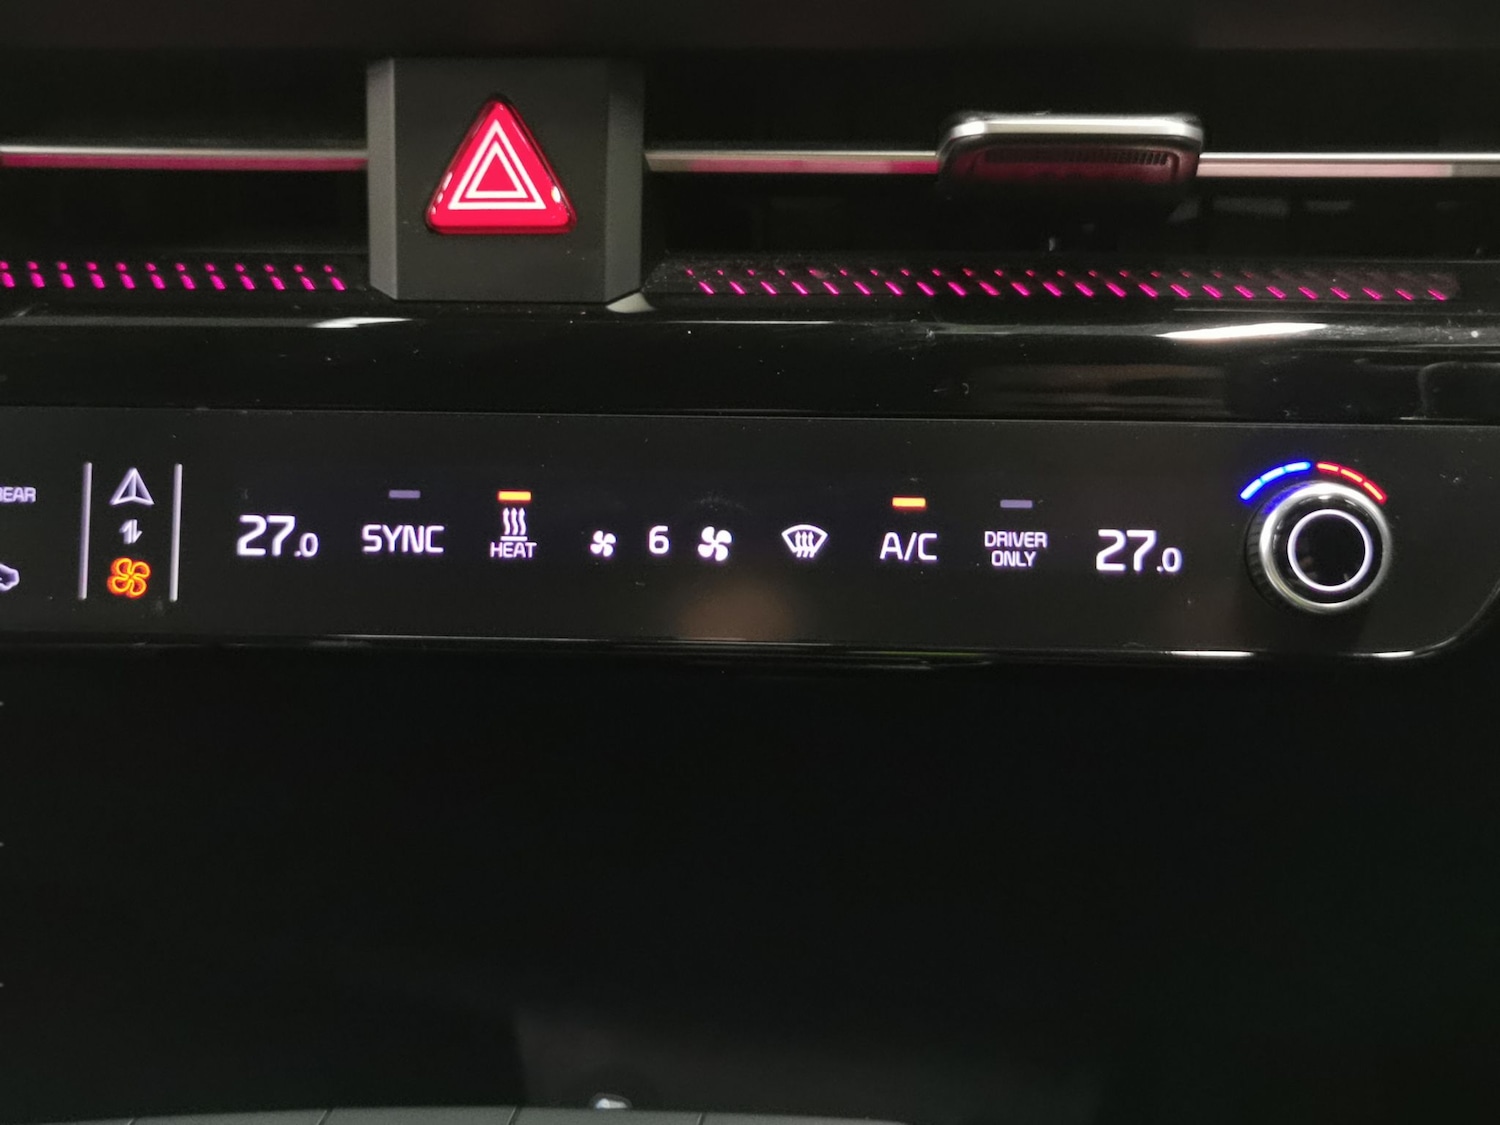 27.0
SYNC
HEAT
6
A/C
DRIVER
ONLY
27.0